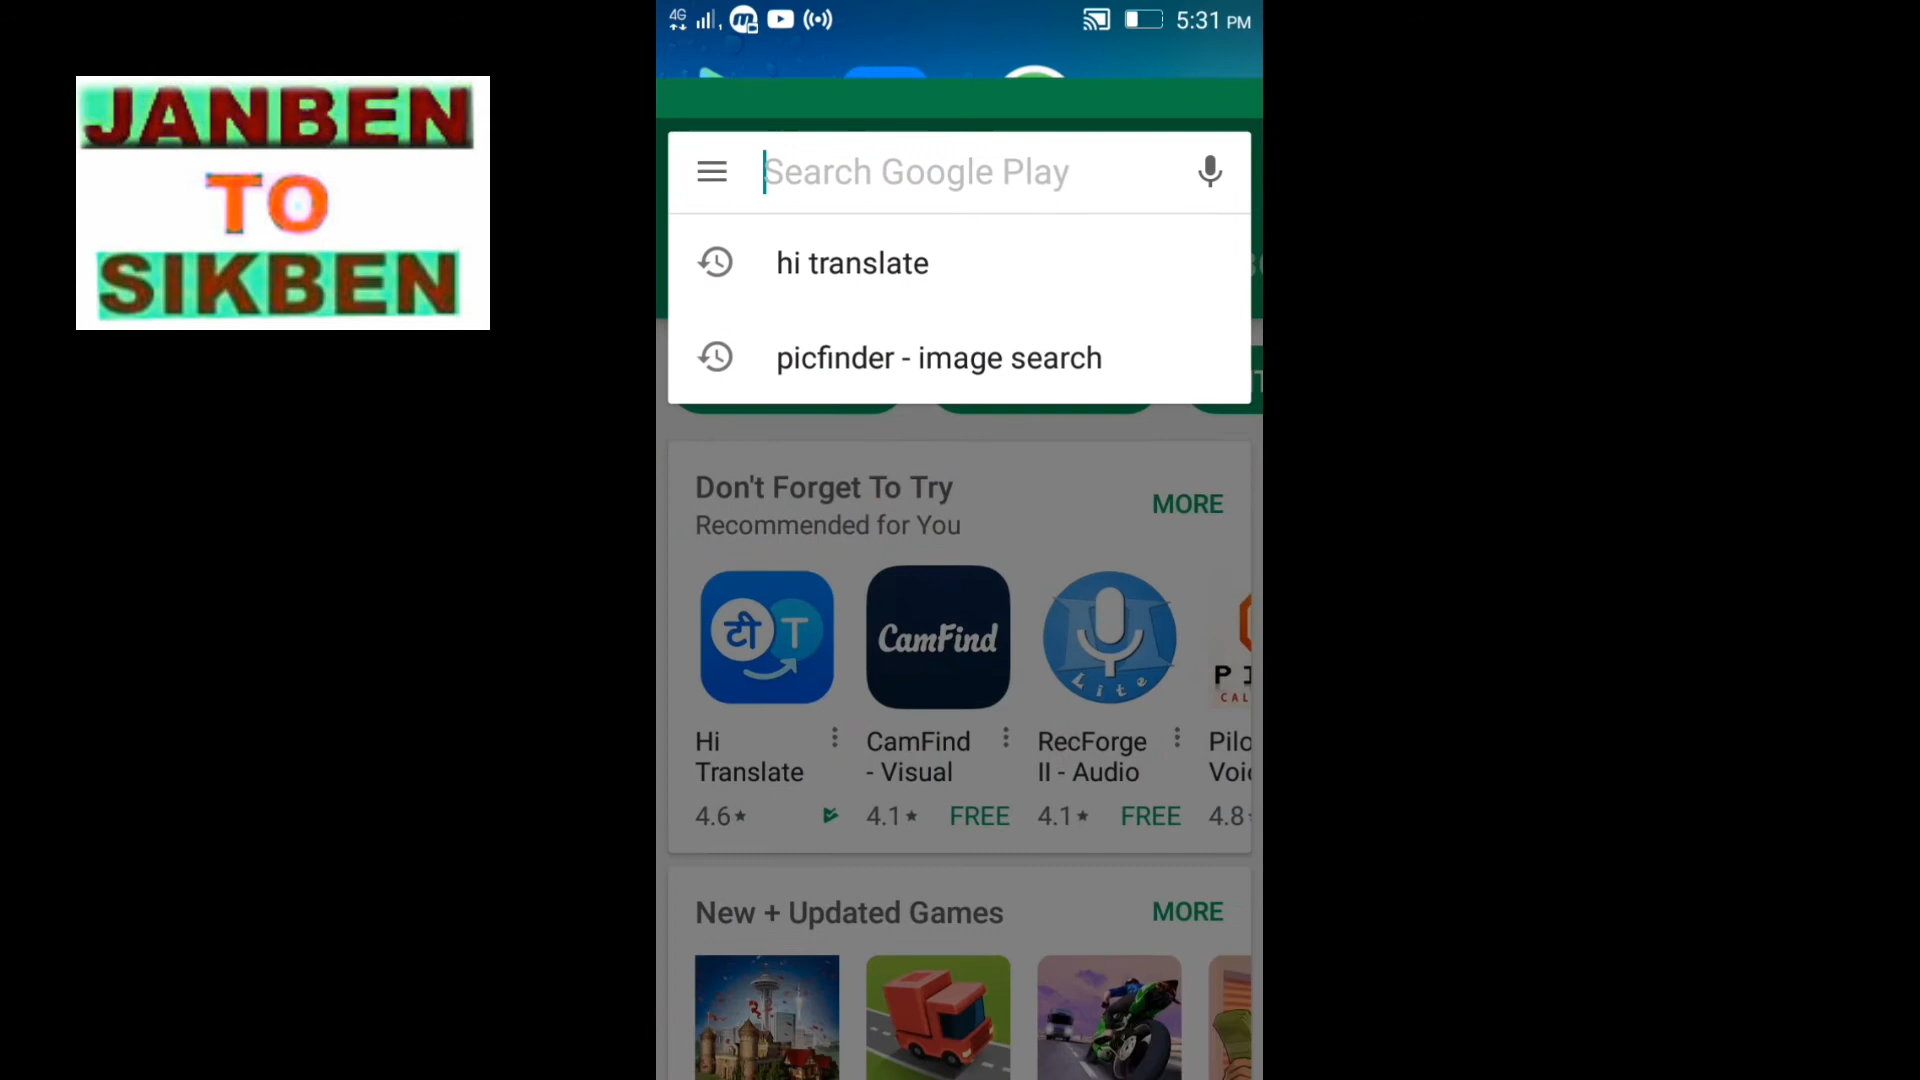 JANBEN
TO
SIKBEN
4G
5:31 PM
Search Google Play
hi translate
picfinder - image search
Don't Forget To Try
MORE
Recommended for You
टी T
CamFind
Lite
Hi
Translate
4.6
CamFind
- Visual
4.1 FREE
RecForge
II - Audio
4.1 FREE
4.8
New + Updated Games
MORE